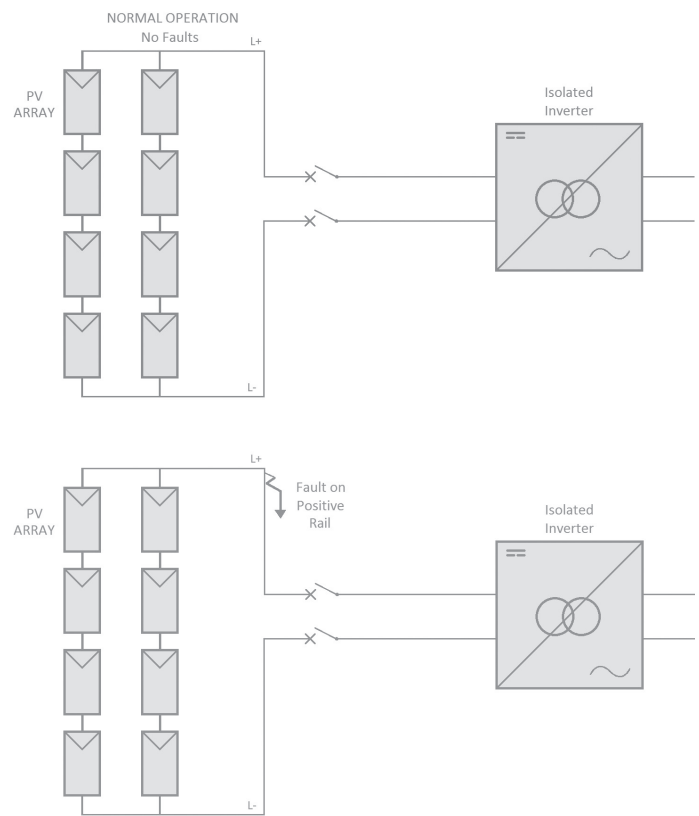 NORMAL OPERATION
No Faults
L+
PV
ARRAY
Isolated
Inverter
L-
L+
Fault on
Positive
Rail
PV
ARRAY
Isolated
Inverter
L-